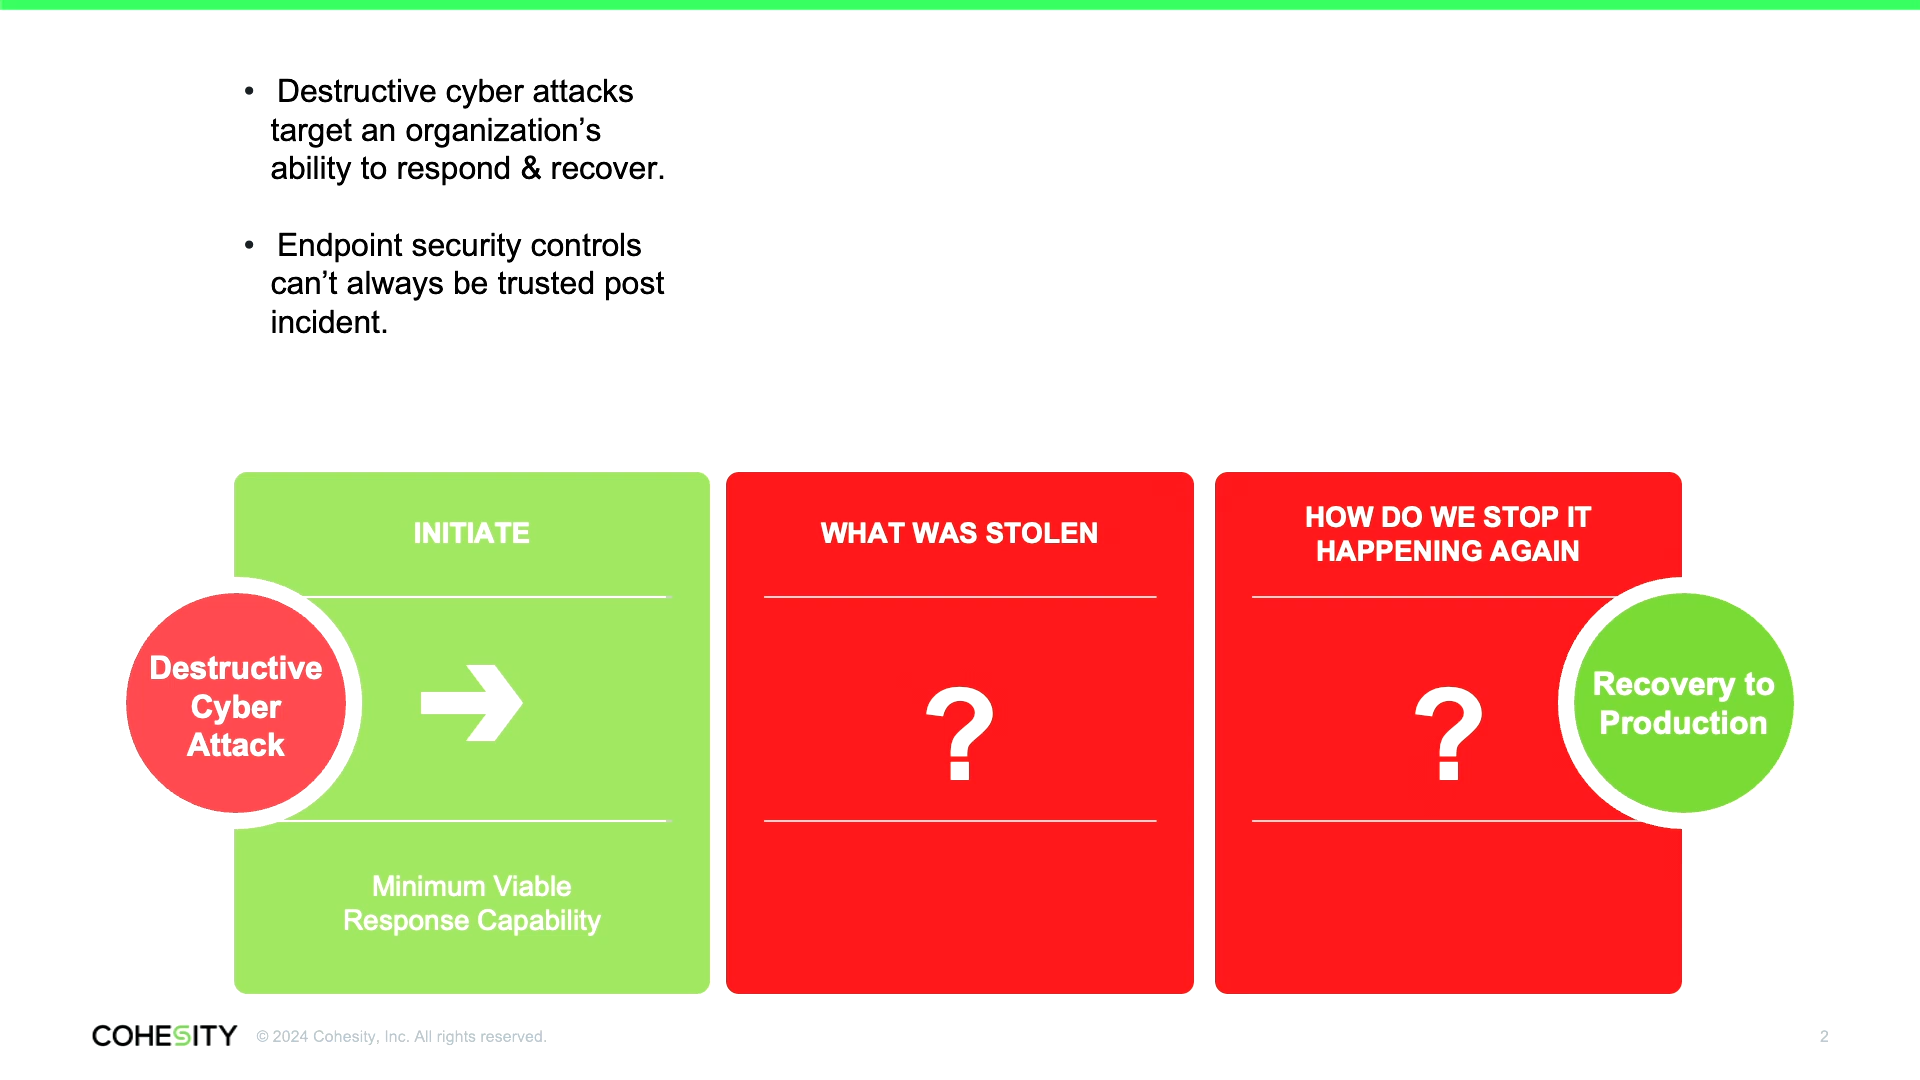 • Destructive cyber attacks
target an organization’s
ability to respond & recover.
• Endpoint security controls
can’t always be trusted post
incident.
INITIATE
WHAT WAS STOLEN
HOW DO WE STOP IT
HAPPENING AGAIN
Destructive
Cyber
Attack
?
?
Recovery to
Production
Minimum Viable
Response Capability
COHESITY
© 2024 Cohesity, Inc. All rights reserved.
2